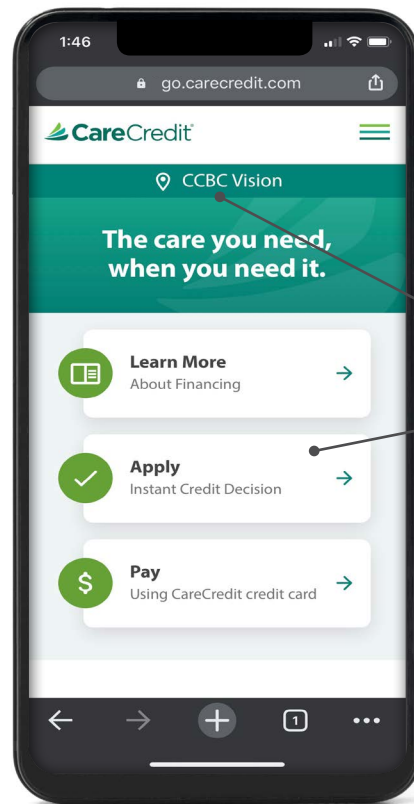 1:46
go.carecredit.com
CareCredit®
CCBC Vision
The care you need,
when you need it.
Learn More
About Financing
Apply
Instant Credit Decision
Pay
Using CareCredit credit card
1